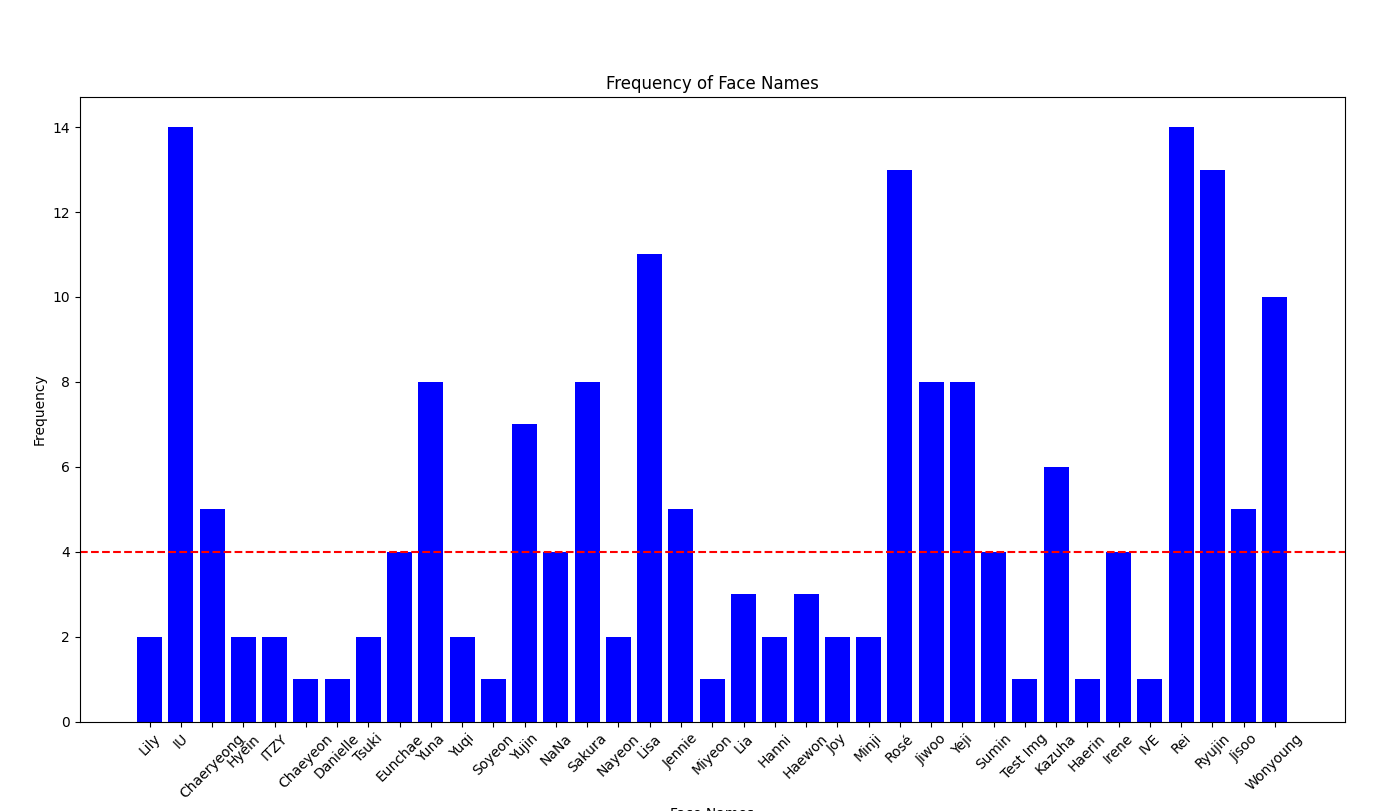 Frequency of Face Names
14
12
10
8
6
4
2
0
Frequency
Lily
IU
Chaeryeong
Hyein
ITZY
Chaeyeon
Danielle
Tsuki
Eunchae
Yuna
Yuqi
Soyeon
Yujin
NaNa
Sakura
Nayeon
Lisa
Jennie
Miyeon
Lia
Hanni
Haewon
Joy
Minji
Rosé
Jiwoo
Yeji
Sumin
Test Img
Kazuha
Haerin
Irene
IVE
Rei
Ryujin
Jisoo
Wonyoung
Face Names